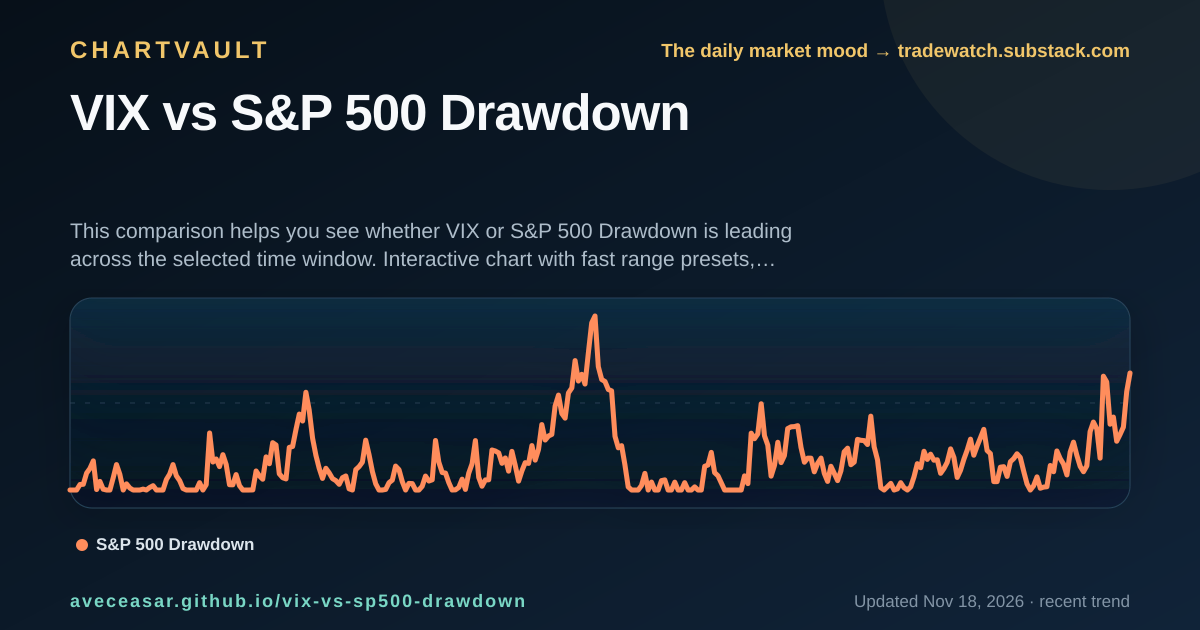 CHARTVAULT
The daily market mood → tradewatch.substack.com
VIX vs S&P 500 Drawdown
This comparison helps you see whether VIX or S&P 500 Drawdown is leading
across the selected time window. Interactive chart with fast range presets,…
S&P 500 Drawdown
aveceasar.github.io/vix-vs-sp500-drawdown
Updated Nov 18, 2026 · recent trend